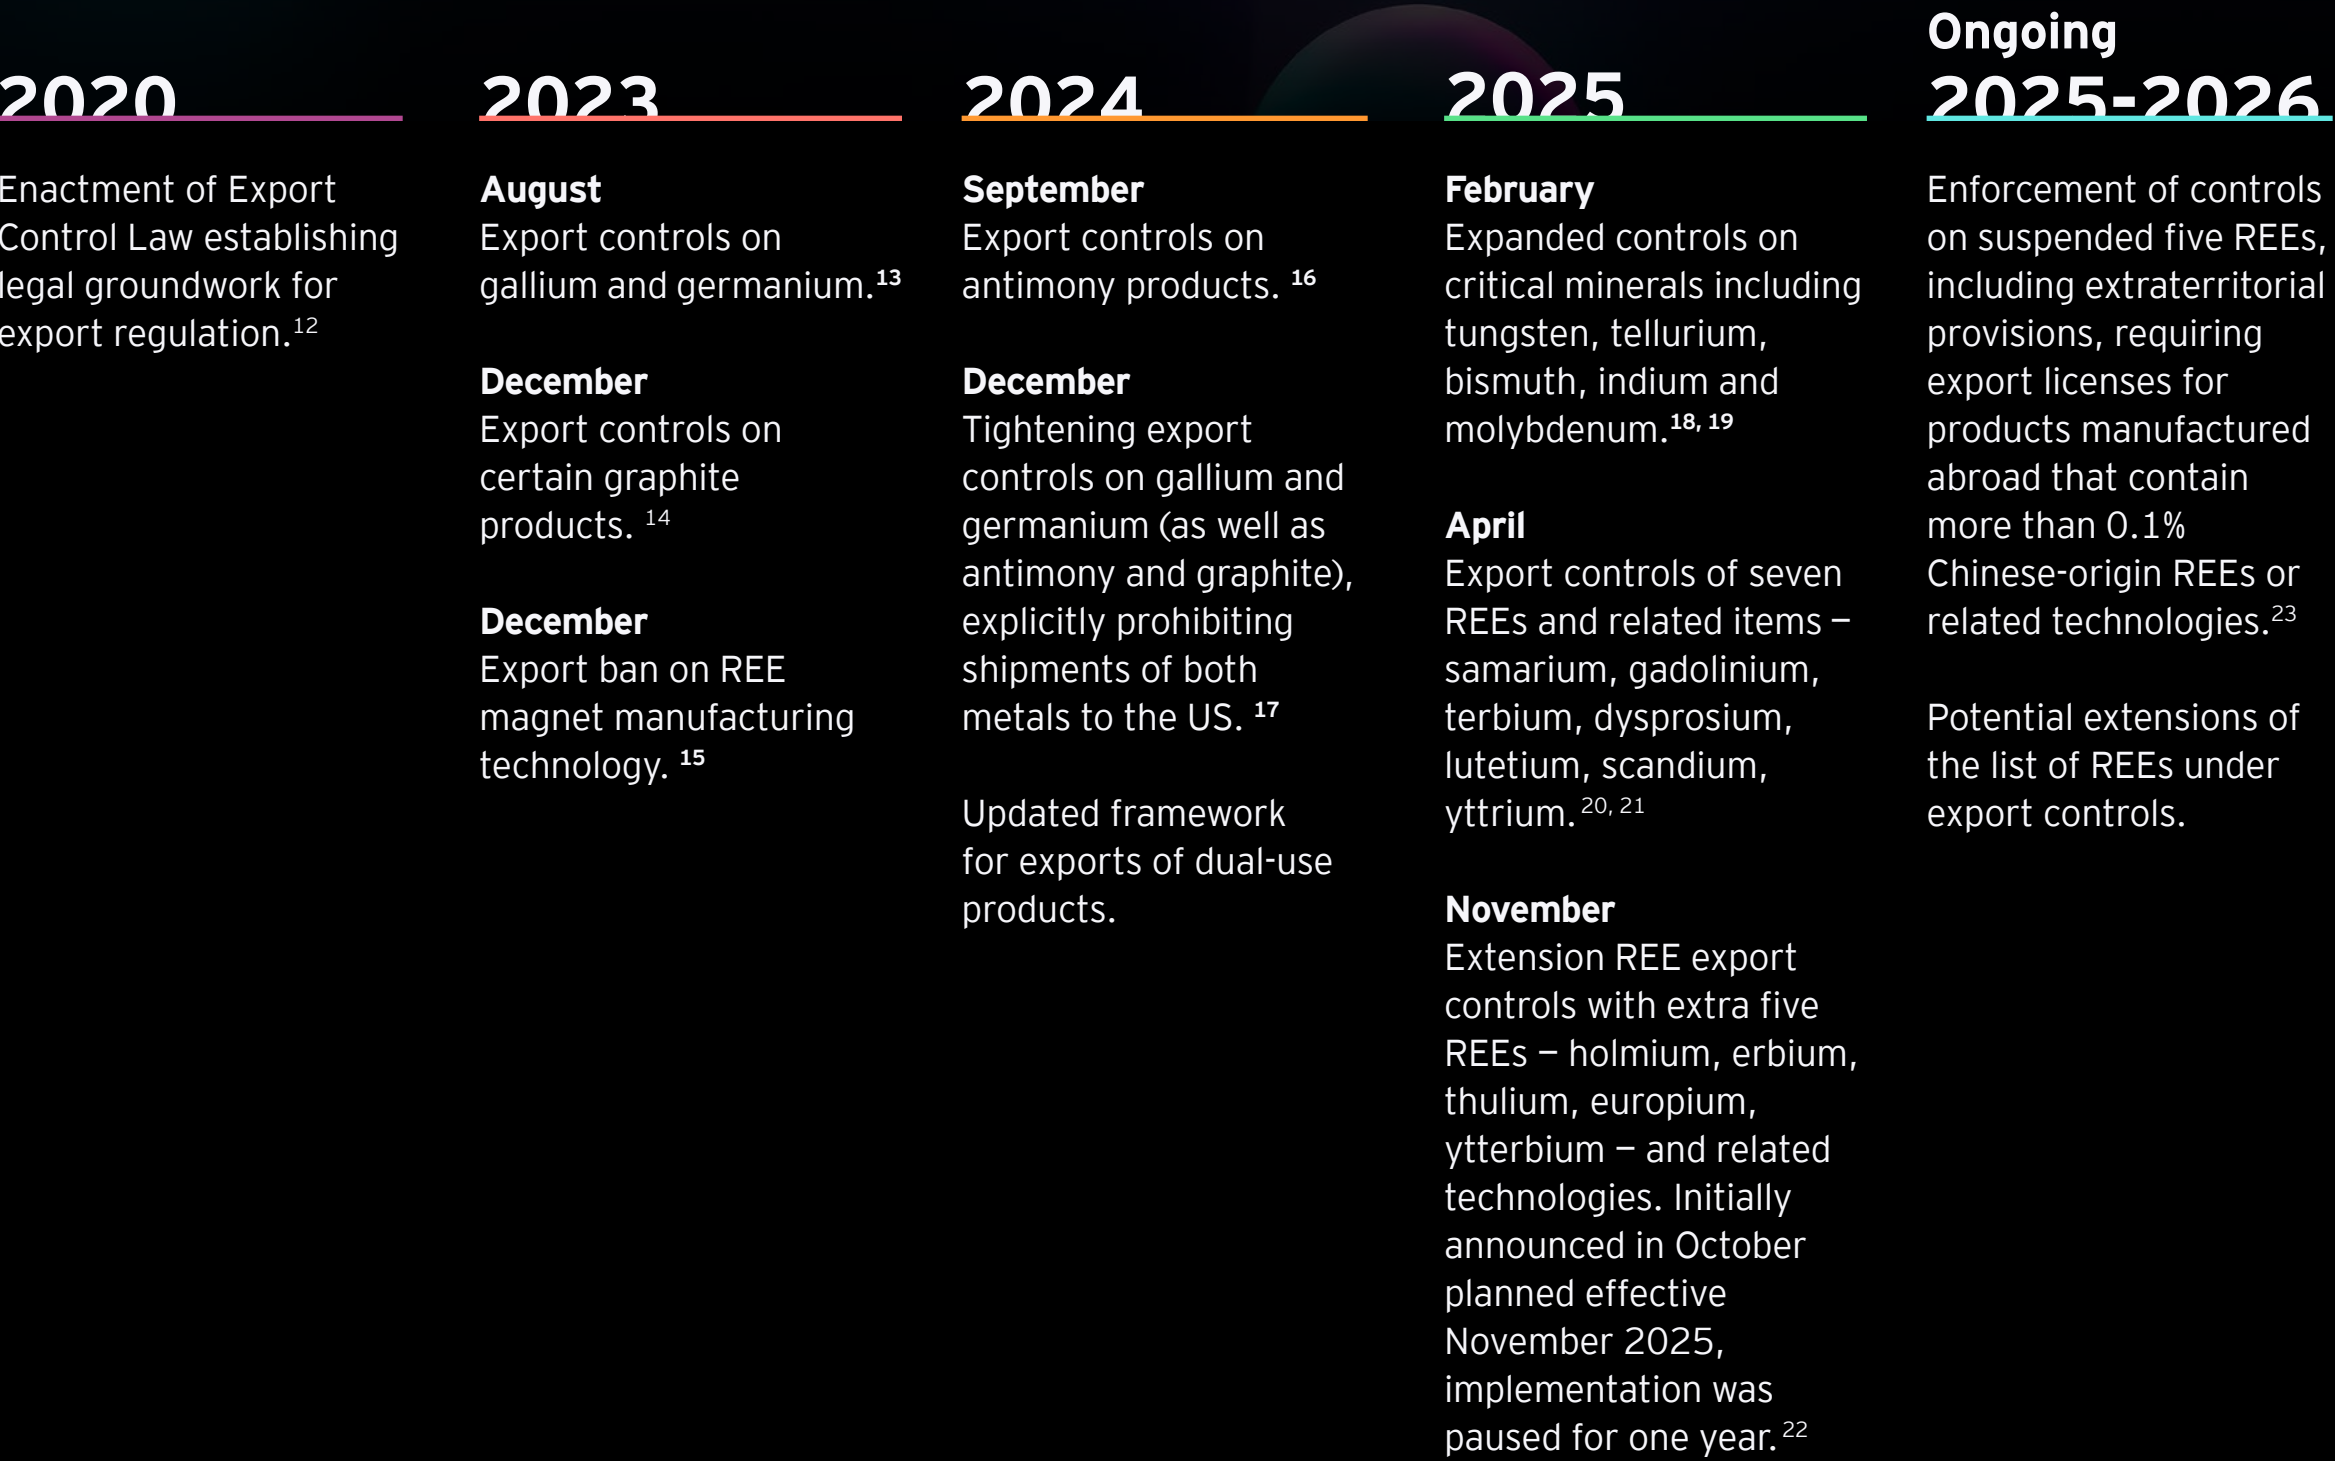 2020
Enactment of Export
Control Law establishing
legal groundwork for
export regulation.12
2023
August
Export controls on
gallium and germanium.13
December
Export controls on
certain graphite
products. 14
December
Export ban on REE
magnet manufacturing
technology. 15
2024
September
Export controls on
antimony products. 16
December
Tightening export
controls on gallium and
germanium (as well as
antimony and graphite),
explicitly prohibiting
shipments of both
metals to the US. 17
Updated framework
for exports of dual-use
products.
2025
February
Expanded controls on
critical minerals including
tungsten, tellurium,
bismuth, indium and
molybdenum.18, 19
April
Export controls of seven
REEs and related items –
samarium, gadolinium,
terbium, dysprosium,
lutetium, scandium,
yttrium. 20, 21
November
Extension REE export
controls with extra five
REEs – holmium, erbium,
thulium, europium,
ytterbium – and related
technologies. Initially
announced in October
planned effective
November 2025,
implementation was
paused for one year. 22
Ongoing
2025-2026
Enforcement of controls
on suspended five REEs,
including extraterritorial
provisions, requiring
export licenses for
products manufactured
abroad that contain
more than 0.1%
Chinese-origin REEs or
related technologies.23
Potential extensions of
the list of REEs under
export controls.